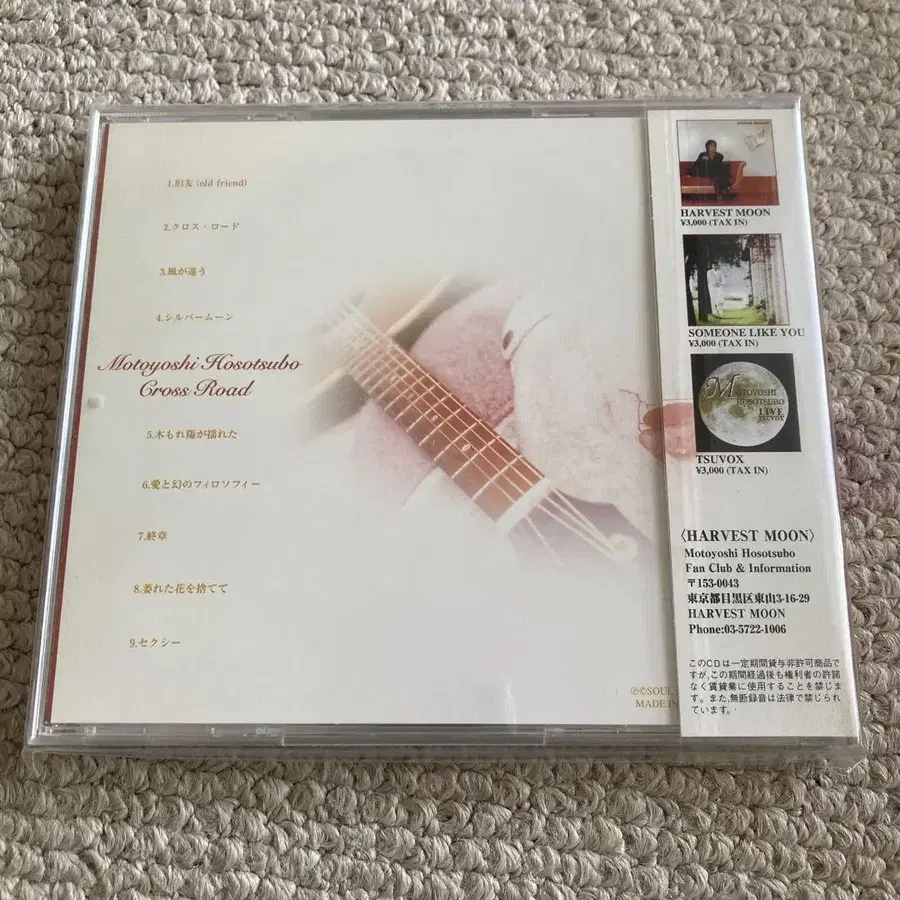 1.旧友 (old friend)
2.クロス・ロード
3.風が違う
4.シルバームーン
Motoyoshi Hosotsubo
Cross Road
5.木もれ陽が揺れた
6.愛と幻のフィロソフィー
7.終章
8.萎れた花を捨てて
9.セクシー
℗©SOUL
MADE IN
HARVEST MOON
¥3,000 (TAX IN)
SOMEONE LIKE YOU
¥3,000 (TAX IN)
MOTOYOSHI
HOSOTSUBO
LIVE
TSUVOX
TSUVOX
¥3,000 (TAX IN)
〈HARVEST MOON〉
Motoyoshi Hosotsubo
Fan Club & Information
〒153-0043
東京都目黒区東山3-16-29
HARVEST MOON
Phone:03-5722-1006
このCDは一定期間貸与非許可商品で
すが,この期間経過後も権利者の許諾
なく賃貸業に使用することを禁じま
す。また,無断録音は法律で禁じられ
ています。